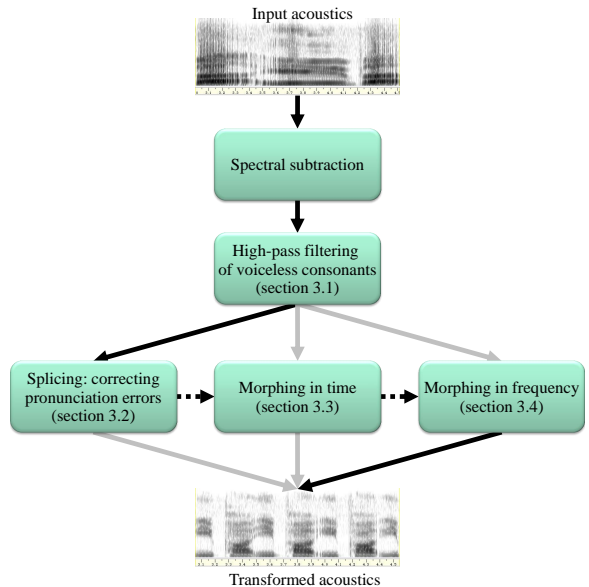 Input acoustics
Spectral subtraction
High-pass filtering
of voiceless consonants
(section 3.1)
Splicing: correcting
pronunciation errors
(section 3.2)
Morphing in time
(section 3.3)
Morphing in frequency
(section 3.4)
Transformed acoustics